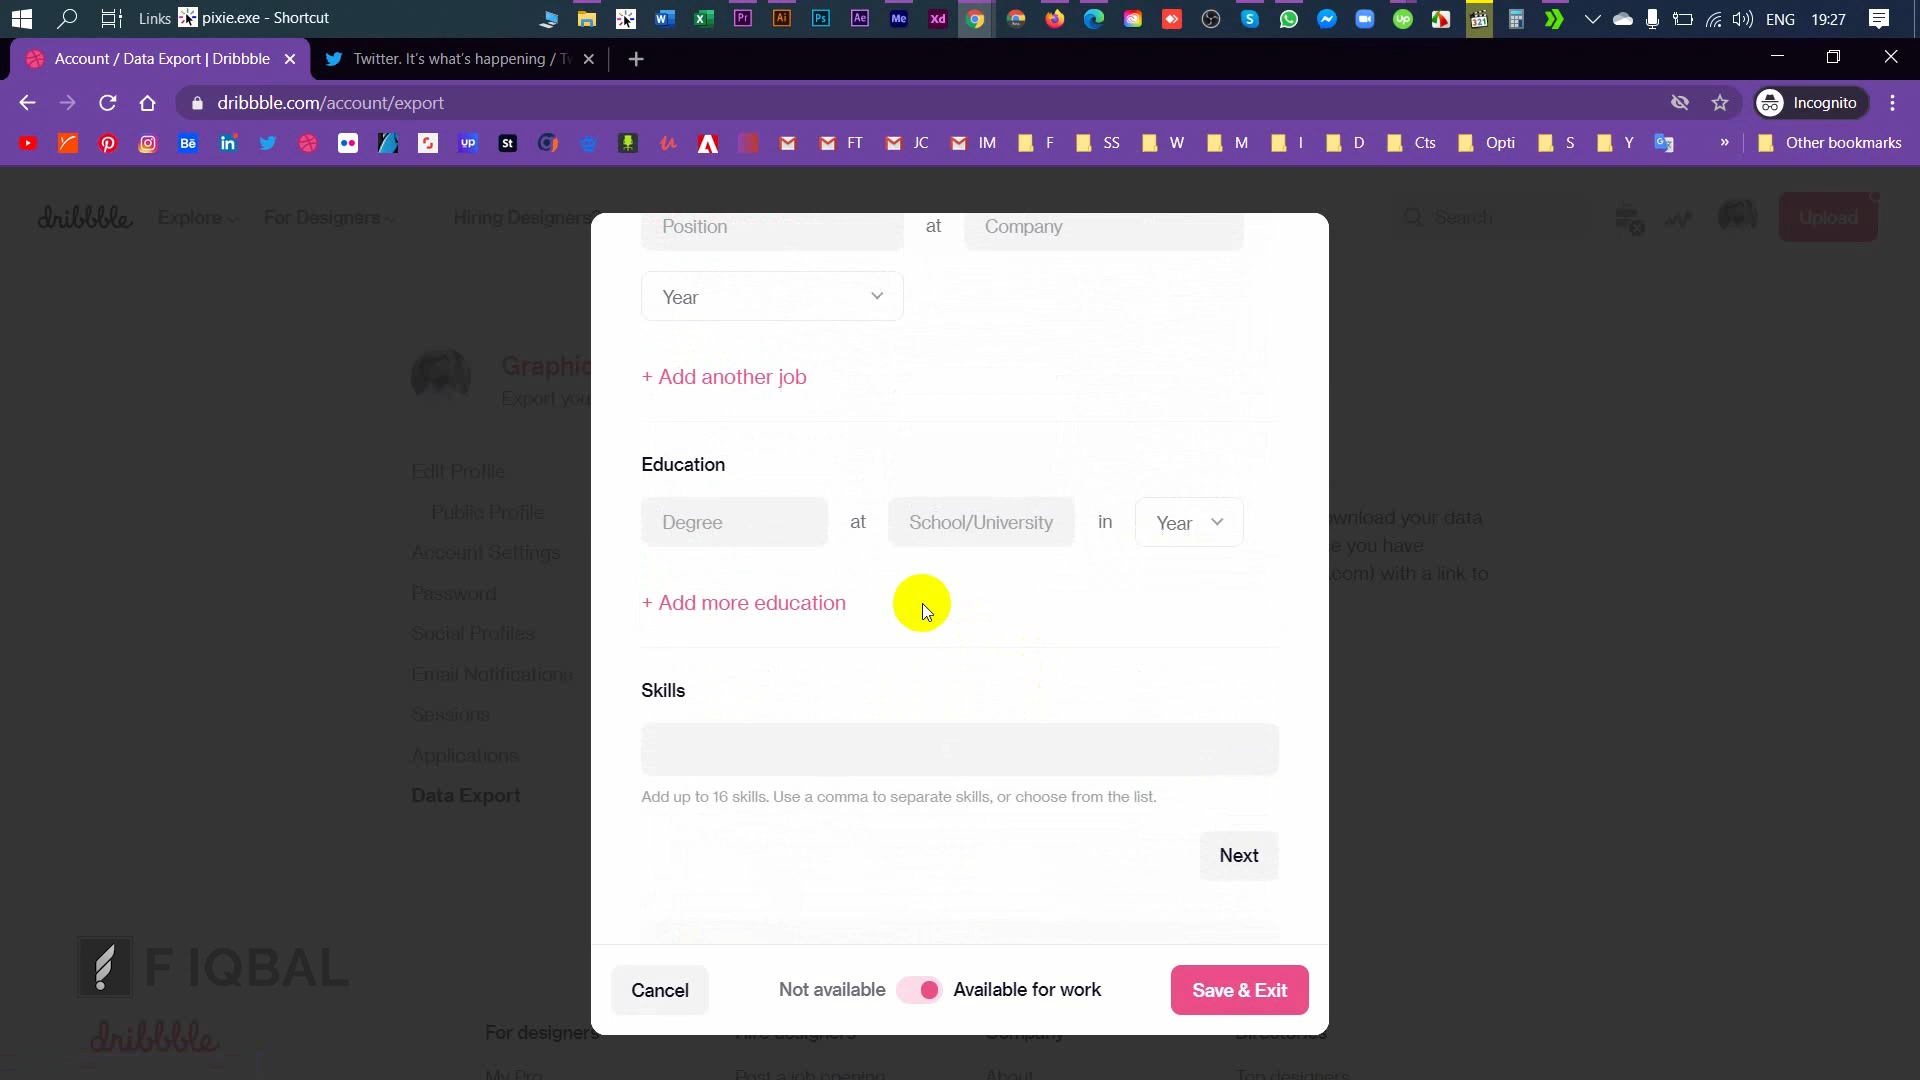 Links pixie.exe - Shortcut
ENG 19:27
Account / Data Export | Dribbble
Twitter. It's what's happening / Tw
dribbble.com/account/export
Incognito
FT JC IM F SS W M I D Cts Opti S Y » Other bookmarks
dribbble Explore For Designers Hiring Designers? Search Upload
Position at Company
Year
Graphic
Export you
+ Add another job
Education
Degree at School/University in Year
+ Add more education
Skills
Add up to 16 skills. Use a comma to separate skills, or choose from the list.
Next
Cancel Not available Available for work Save & Exit
Edit Profile
Public Profile
Account Settings
Password
Social Profiles
Email Notifications
Sessions
Applications
Data Export
ownload your data
e you have
.com) with a link to
F IQBAL
dribbble
For designers Hire designers Company Directories
My Pro Post a job opening About Top designers